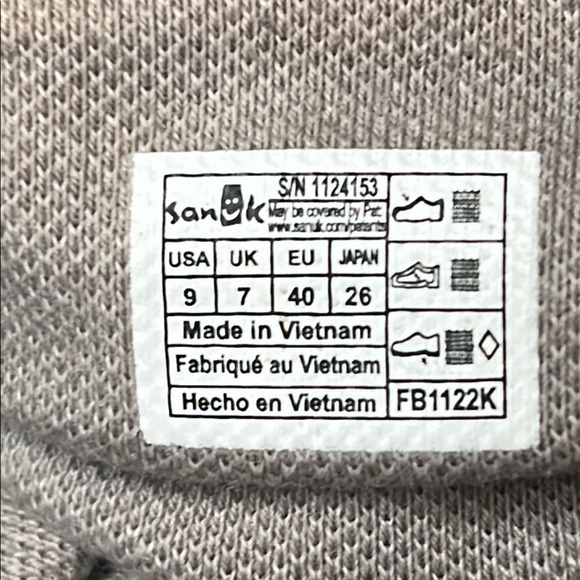 sanuk
S/N 1124153
May be covered by Pat.
www.sanuk.com/patents
USA UK EU JAPAN
9 7 40 26
Made in Vietnam
Fabriqué au Vietnam
Hecho en Vietnam
FB1122K